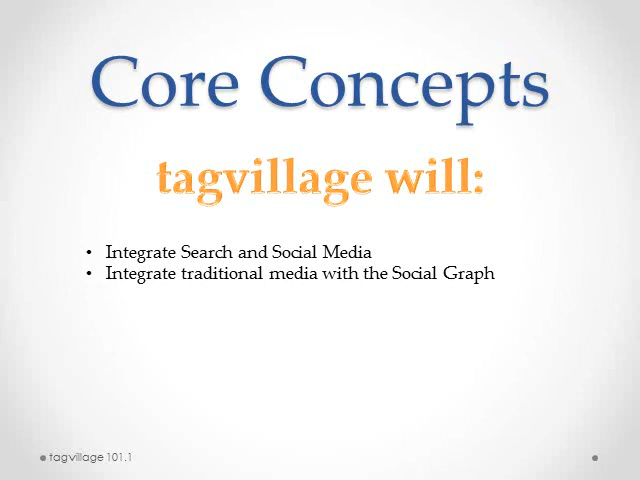 Core Concepts
tagvillage will:
• Integrate Search and Social Media
• Integrate traditional media with the Social Graph
tagvillage 101.1